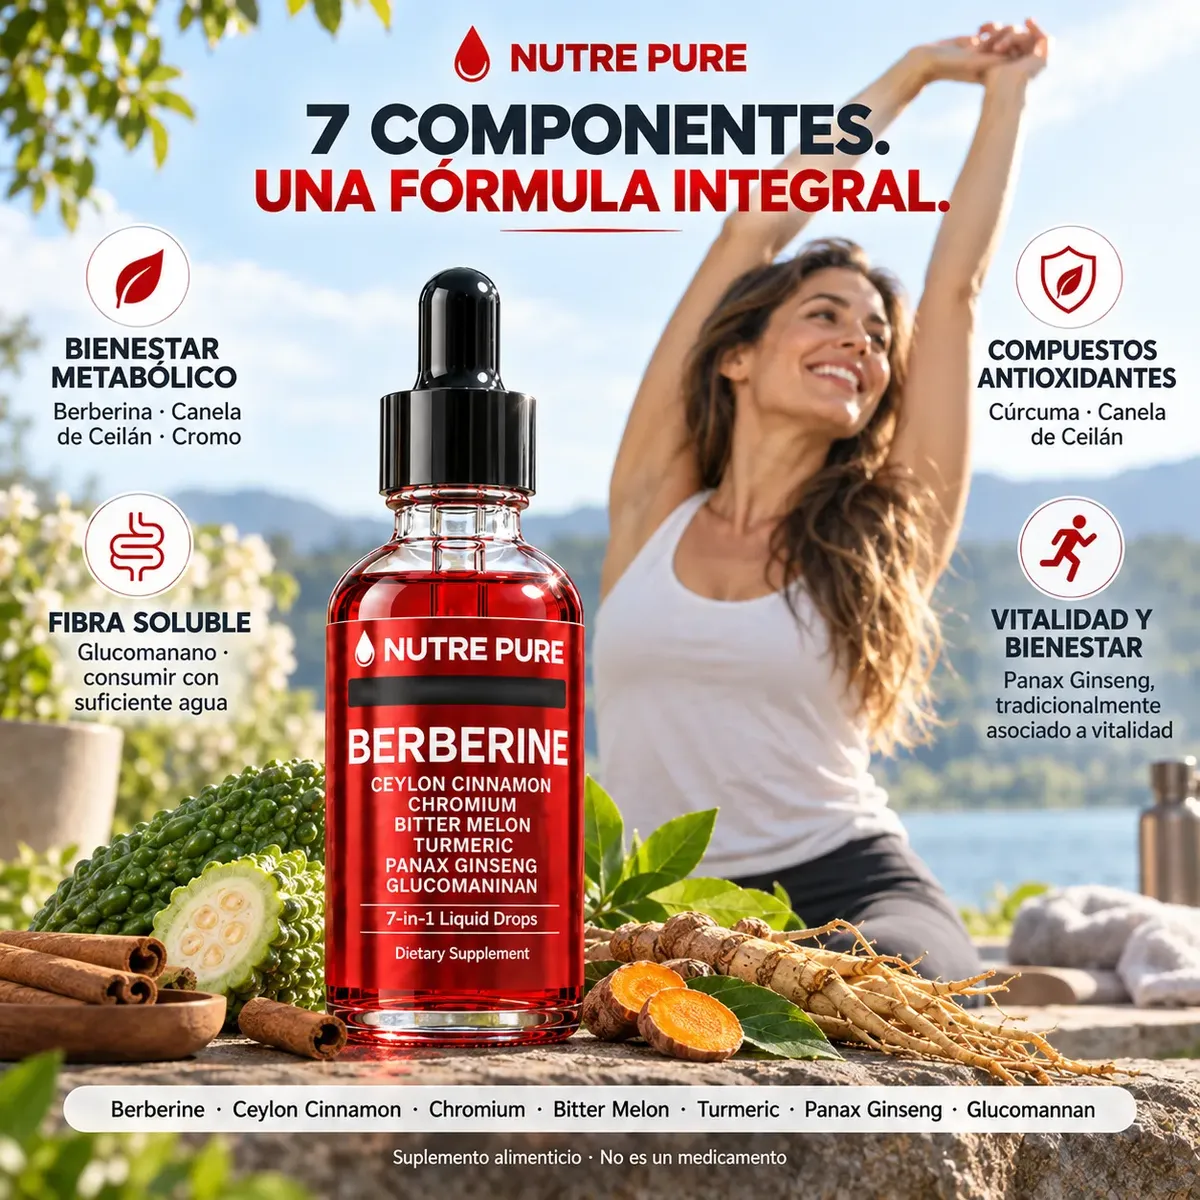 NUTRE PURE
7 COMPONENTES.
UNA FÓRMULA INTEGRAL.
BIENESTAR
METABÓLICO
Berberina · Canela
de Ceilán · Cromo
FIBRA SOLUBLE
Glucomanano ·
consumir con
suficiente agua
COMPUESTOS
ANTIOXIDANTES
Cúrcuma · Canela
de Ceilán
VITALIDAD Y
BIENESTAR
Panax Ginseng,
tradicionalmente
asociado a vitalidad
NUTRE PURE
BERBERINE
CEYLON CINNAMON
CHROMIUM
BITTER MELON
TURMERIC
PANAX GINSENG
GLUCOMANINAN
7-in-1 Liquid Drops
Dietary Supplement
Berberine · Ceylon Cinnamon · Chromium · Bitter Melon · Turmeric · Panax Ginseng · Glucomannan
Suplemento alimenticio · No es un medicamento